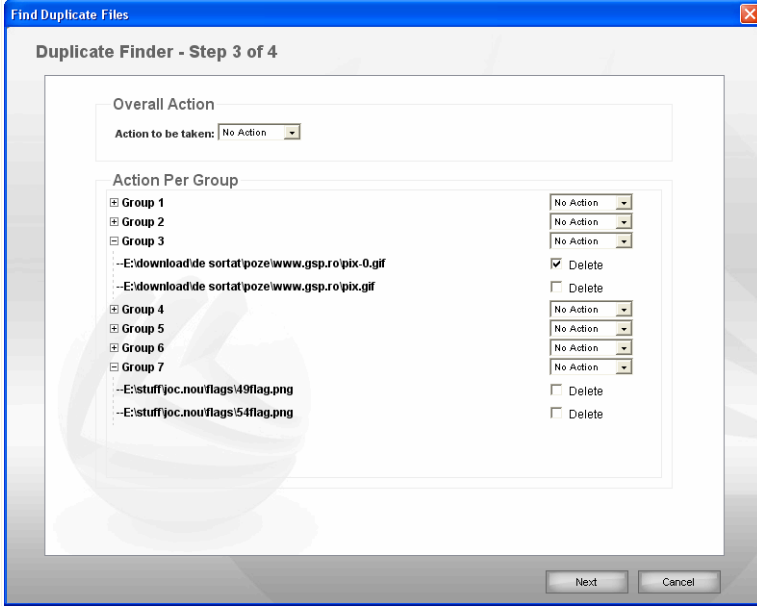 Find Duplicate Files
Duplicate Finder - Step 3 of 4
Overall Action
Action to be taken: No Action
Action Per Group
Group 1 No Action
Group 2 No Action
Group 3 No Action
--E:\download\de sortat\poze\www.gsp.ro\pix-0.gif Delete
--E:\download\de sortat\poze\www.gsp.ro\pix.gif Delete
Group 4 No Action
Group 5 No Action
Group 6 No Action
Group 7 No Action
--E:\stuff\joc.nou\flags\49flag.png Delete
--E:\stuff\joc.nou\flags\54flag.png Delete
Next Cancel